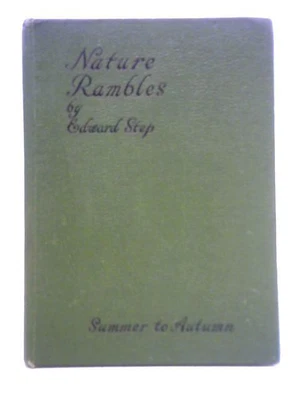 Nature
Rambles
by
Edward Step
Summer to Autumn